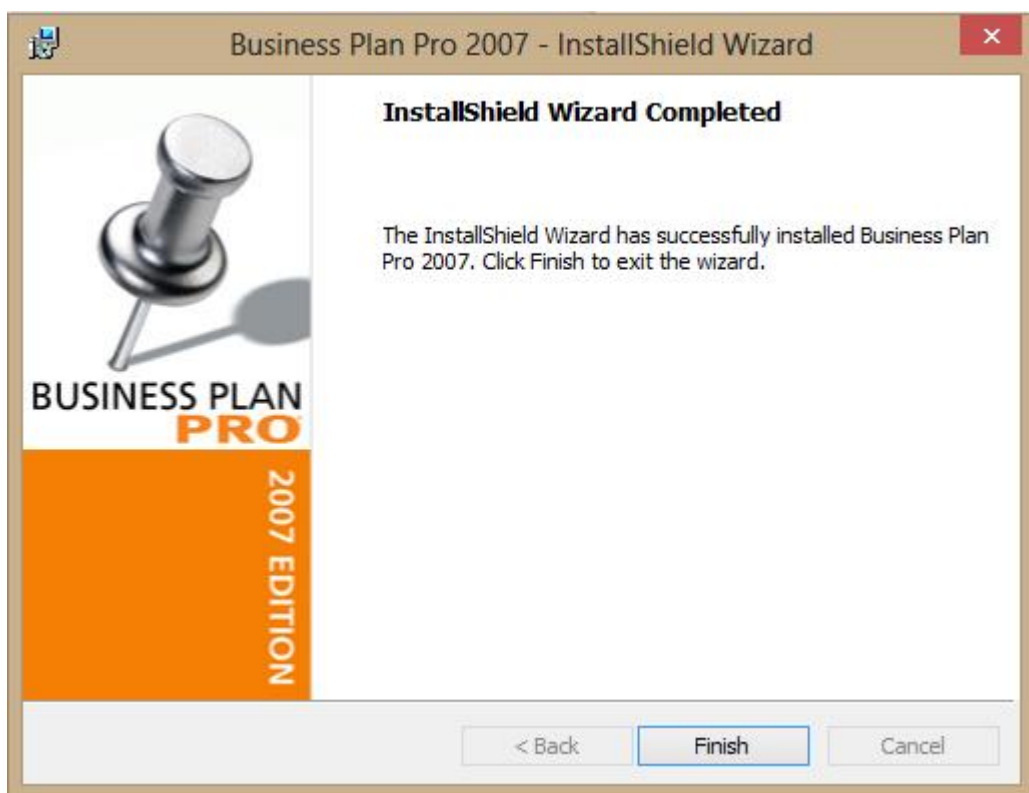 Business Plan Pro 2007 - InstallShield Wizard
InstallShield Wizard Completed
The InstallShield Wizard has successfully installed Business Plan
Pro 2007. Click Finish to exit the wizard.
BUSINESS PLAN
PRO
2007 EDITION
< Back
Finish
Cancel